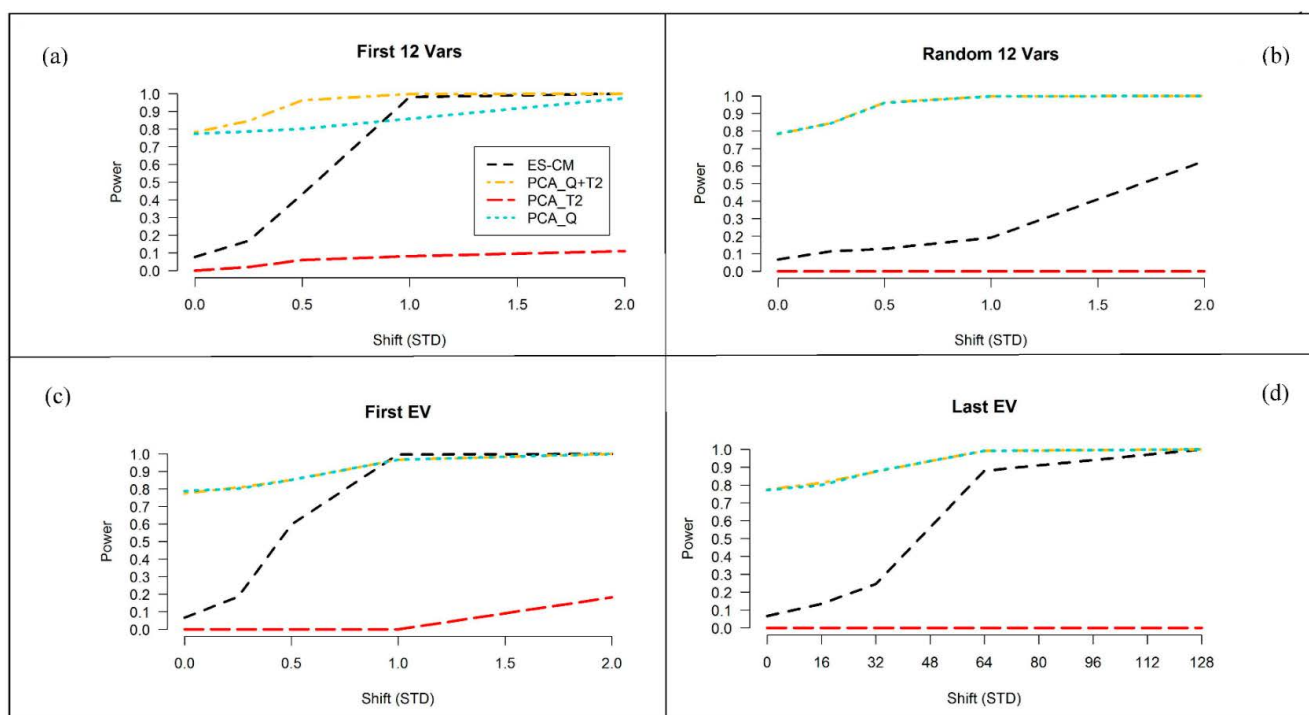 (a)
First 12 Vars
Power
1.0
0.9
0.8
0.7
0.6
0.5
0.4
0.3
0.2
0.1
0.0
ES-CM
PCA_Q+T2
PCA_T2
PCA_Q
0.0 0.5 1.0 1.5 2.0
Shift (STD)
(b)
Random 12 Vars
Power
1.0
0.9
0.8
0.7
0.6
0.5
0.4
0.3
0.2
0.1
0.0
0.0 0.5 1.0 1.5 2.0
Shift (STD)
(c)
First EV
Power
1.0
0.9
0.8
0.7
0.6
0.5
0.4
0.3
0.2
0.1
0.0
0.0 0.5 1.0 1.5 2.0
Shift (STD)
(d)
Last EV
Power
1.0
0.9
0.8
0.7
0.6
0.5
0.4
0.3
0.2
0.1
0.0
0 16 32 48 64 80 96 112 128
Shift (STD)